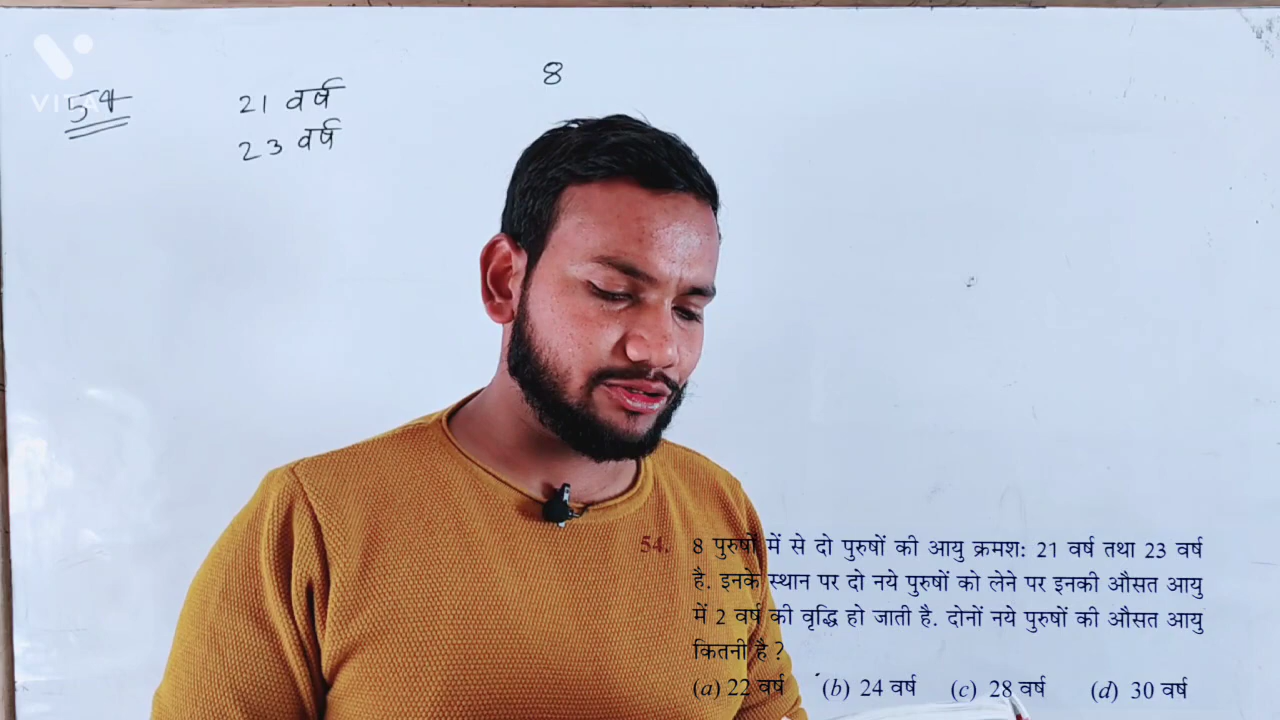 VITA
54
21 वर्ष
23 वर्ष
8
54. 8 पुरुषों में से दो पुरुषों की आयु क्रमश: 21 वर्ष तथा 23 वर्ष
है. इनके स्थान पर दो नये पुरुषों को लेने पर इनकी औसत आयु
में 2 वर्ष की वृद्धि हो जाती है. दोनों नये पुरुषों की औसत आयु
कितनी है ?
(a) 22 वर्ष (b) 24 वर्ष (c) 28 वर्ष (d) 30 वर्ष